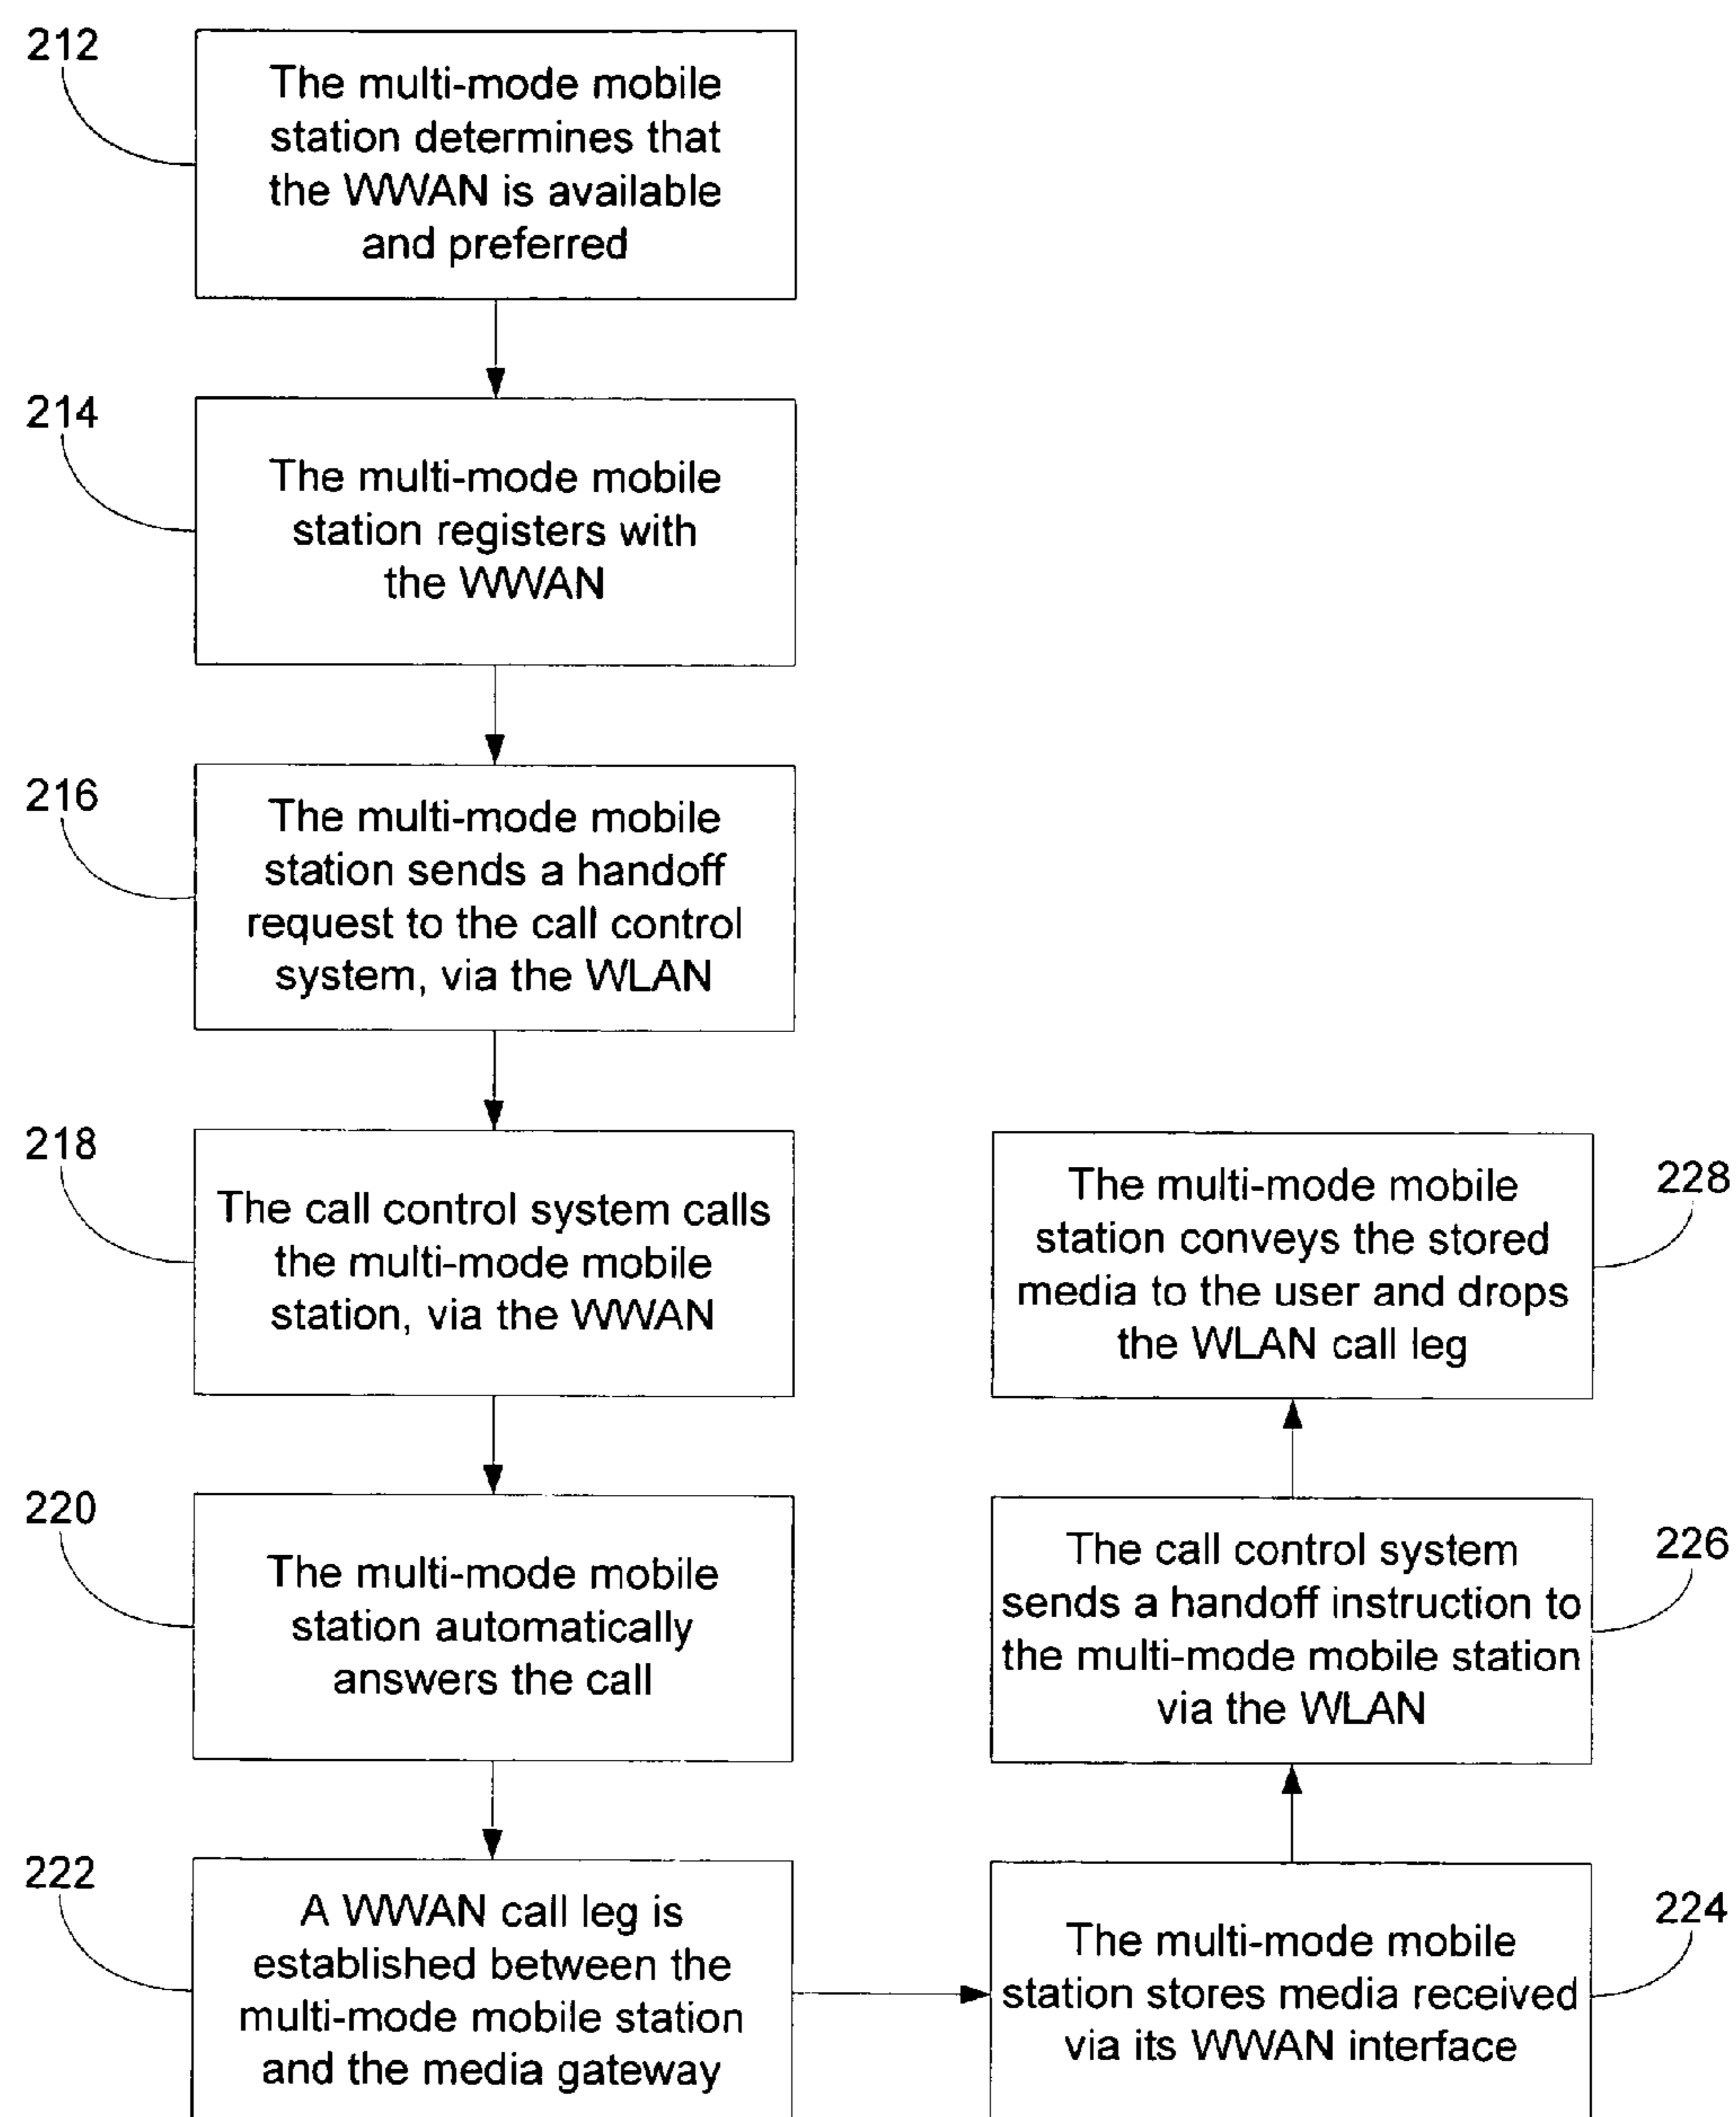 212
The multi-mode mobile
station determines that
the WWAN is available
and preferred
214
The multi-mode mobile
station registers with
the WWAN
216
The multi-mode mobile
station sends a handoff
request to the call control
system, via the WLAN
218
The call control system calls
the multi-mode mobile
station, via the WWAN
220
The multi-mode mobile
station automatically
answers the call
222
A WWAN call leg is
established between the
multi-mode mobile station
and the media gateway
224
The multi-mode mobile
station stores media received
via its WWAN interface
226
The call control system
sends a handoff instruction to
the multi-mode mobile station
via the WLAN
228
The multi-mode mobile
station conveys the stored
media to the user and drops
the WLAN call leg